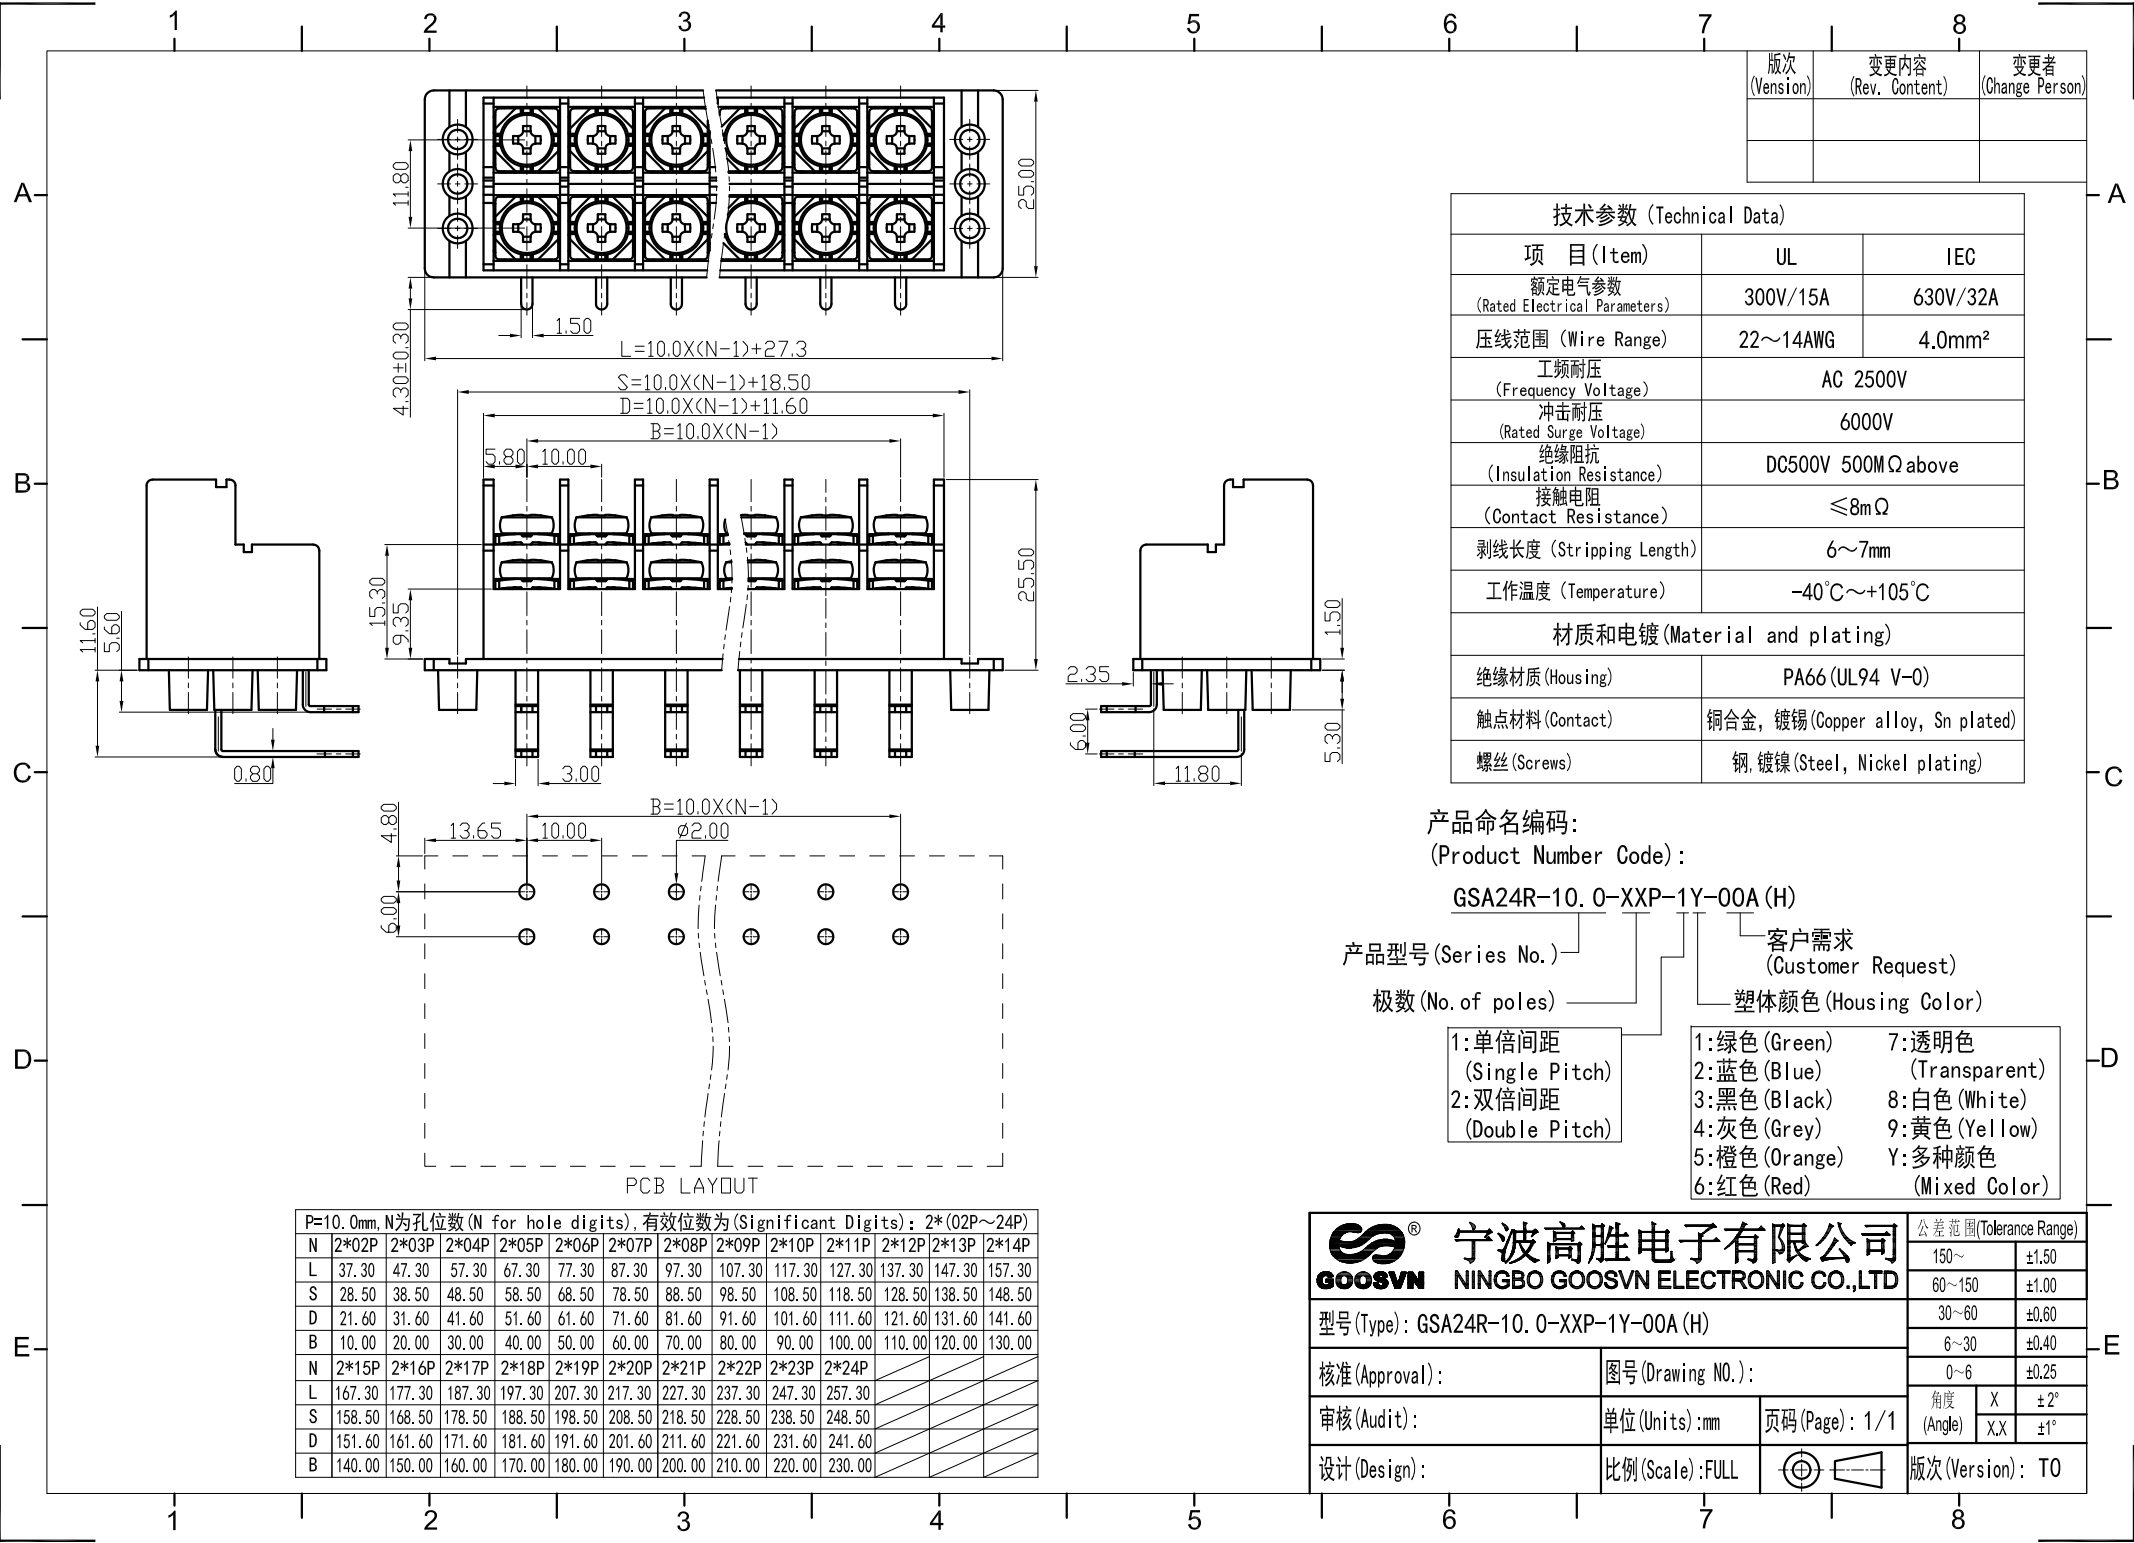 1 2 3 4 5 6 7 8
版次 变更内容 变更者
(Vension) (Rev. Content) (Change Person)
A
A
B
B
C
C
D
D
E
E
11.80
25.00
4.30±0.30
1.50
L=10.0X(N-1)+27.3
S=10.0X(N-1)+18.50
D=10.0X(N-1)+11.60
B=10.0X(N-1)
5.80 10.00
15.30
9.35
25.50
11.60
5.60
0.80
3.00
2.35
6.00
11.80
1.50
5.30
B=10.0X(N-1)
4.80
13.65 10.00 ⌀2.00
6.00
PCB LAYOUT
技术参数 (Technical Data)
项 目(Item) UL IEC
额定电气参数
(Rated Electrical Parameters) 300V/15A 630V/32A
压线范围 (Wire Range) 22～14AWG 4.0mm²
工频耐压
(Frequency Voltage) AC 2500V
冲击耐压
(Rated Surge Voltage) 6000V
绝缘阻抗
(Insulation Resistance) DC500V 500MΩabove
接触电阻
(Contact Resistance) ≤8mΩ
剥线长度 (Stripping Length) 6～7mm
工作温度 (Temperature) -40℃～+105℃
材质和电镀(Material and plating)
绝缘材质(Housing) PA66(UL94 V-0)
触点材料(Contact) 铜合金, 镀锡(Copper alloy, Sn plated)
螺丝(Screws) 钢,镀镍(Steel, Nickel plating)
产品命名编码:
(Product Number Code):
GSA24R-10.0-XXP-1Y-00A(H)
产品型号(Series No.)
客户需求
(Customer Request)
极数(No.of poles)
塑体颜色(Housing Color)
1:单倍间距
(Single Pitch)
2:双倍间距
(Double Pitch)
1:绿色(Green) 7:透明色
2:蓝色(Blue) (Transparent)
3:黑色(Black) 8:白色(White)
4:灰色(Grey) 9:黄色(Yellow)
5:橙色(Orange) Y:多种颜色
6:红色(Red) (Mixed Color)
P=10.0mm,N为孔位数(N for hole digits),有效位数为(Significant Digits): 2*(02P～24P)
N 2*02P 2*03P 2*04P 2*05P 2*06P 2*07P 2*08P 2*09P 2*10P 2*11P 2*12P 2*13P 2*14P
L 37.30 47.30 57.30 67.30 77.30 87.30 97.30 107.30 117.30 127.30 137.30 147.30 157.30
S 28.50 38.50 48.50 58.50 68.50 78.50 88.50 98.50 108.50 118.50 128.50 138.50 148.50
D 21.60 31.60 41.60 51.60 61.60 71.60 81.60 91.60 101.60 111.60 121.60 131.60 141.60
B 10.00 20.00 30.00 40.00 50.00 60.00 70.00 80.00 90.00 100.00 110.00 120.00 130.00
N 2*15P 2*16P 2*17P 2*18P 2*19P 2*20P 2*21P 2*22P 2*23P 2*24P
L 167.30 177.30 187.30 197.30 207.30 217.30 227.30 237.30 247.30 257.30
S 158.50 168.50 178.50 188.50 198.50 208.50 218.50 228.50 238.50 248.50
D 151.60 161.60 171.60 181.60 191.60 201.60 211.60 221.60 231.60 241.60
B 140.00 150.00 160.00 170.00 180.00 190.00 200.00 210.00 220.00 230.00
® 宁波高胜电子有限公司
GOOSVN NINGBO GOOSVN ELECTRONIC CO.,LTD
型号(Type): GSA24R-10.0-XXP-1Y-00A(H)
核准(Approval): 图号(Drawing NO.):
审核(Audit): 单位(Units):mm 页码(Page): 1/1
设计(Design): 比例(Scale):FULL 版次(Version): T0
公差范围(Tolerance Range)
150～ ±1.50
60～150 ±1.00
30～60 ±0.60
6～30 ±0.40
0～6 ±0.25
角度 X ±2°
(Angle) X.X ±1°
1 2 3 4 5 6 7 8